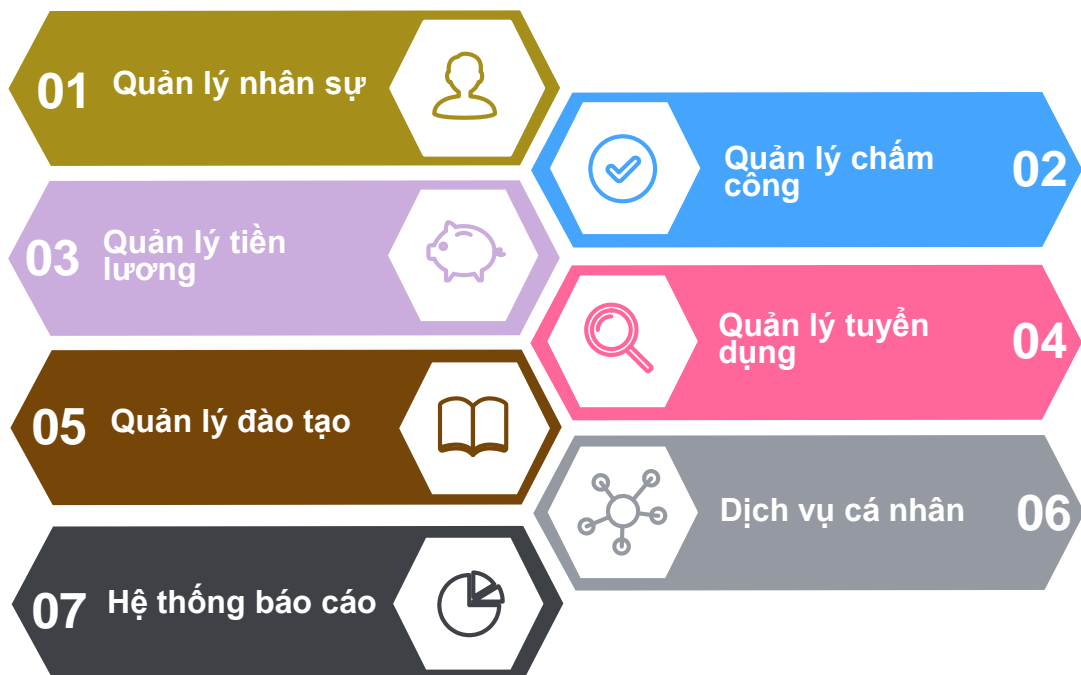 01 Quản lý nhân sự
Quản lý chấm
công
02
03
Quản lý tiền
lương
Quản lý tuyển
dụng
04
05 Quản lý đào tạo
Dịch vụ cá nhân 06
07 Hệ thống báo cáo